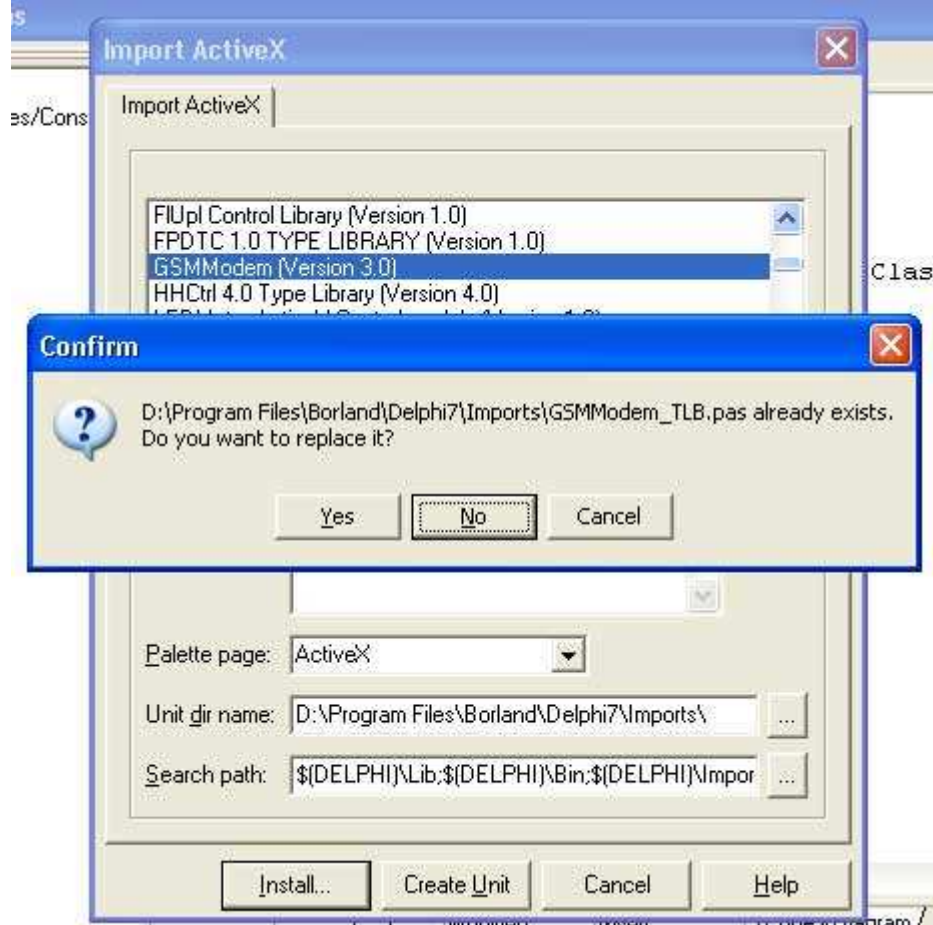 es
Import ActiveX
Import ActiveX
es/Cons
FlUpl Control Library (Version 1.0)
FPDTC 1.0 TYPE LIBRARY (Version 1.0)
GSMModem (Version 3.0)
HHCtrl 4.0 Type Library (Version 4.0)
Clas
Confirm
D:\Program Files\Borland\Delphi7\Imports\GSMModem_TLB.pas already exists.
Do you want to replace it?
Yes
No
Cancel
Palette page: ActiveX
Unit dir name: D:\Program Files\Borland\Delphi7\Imports\ ...
Search path: $(DELPHI)\Lib;$(DELPHI)\Bin;$(DELPHI)\Impor ...
Install...
Create Unit
Cancel
Help